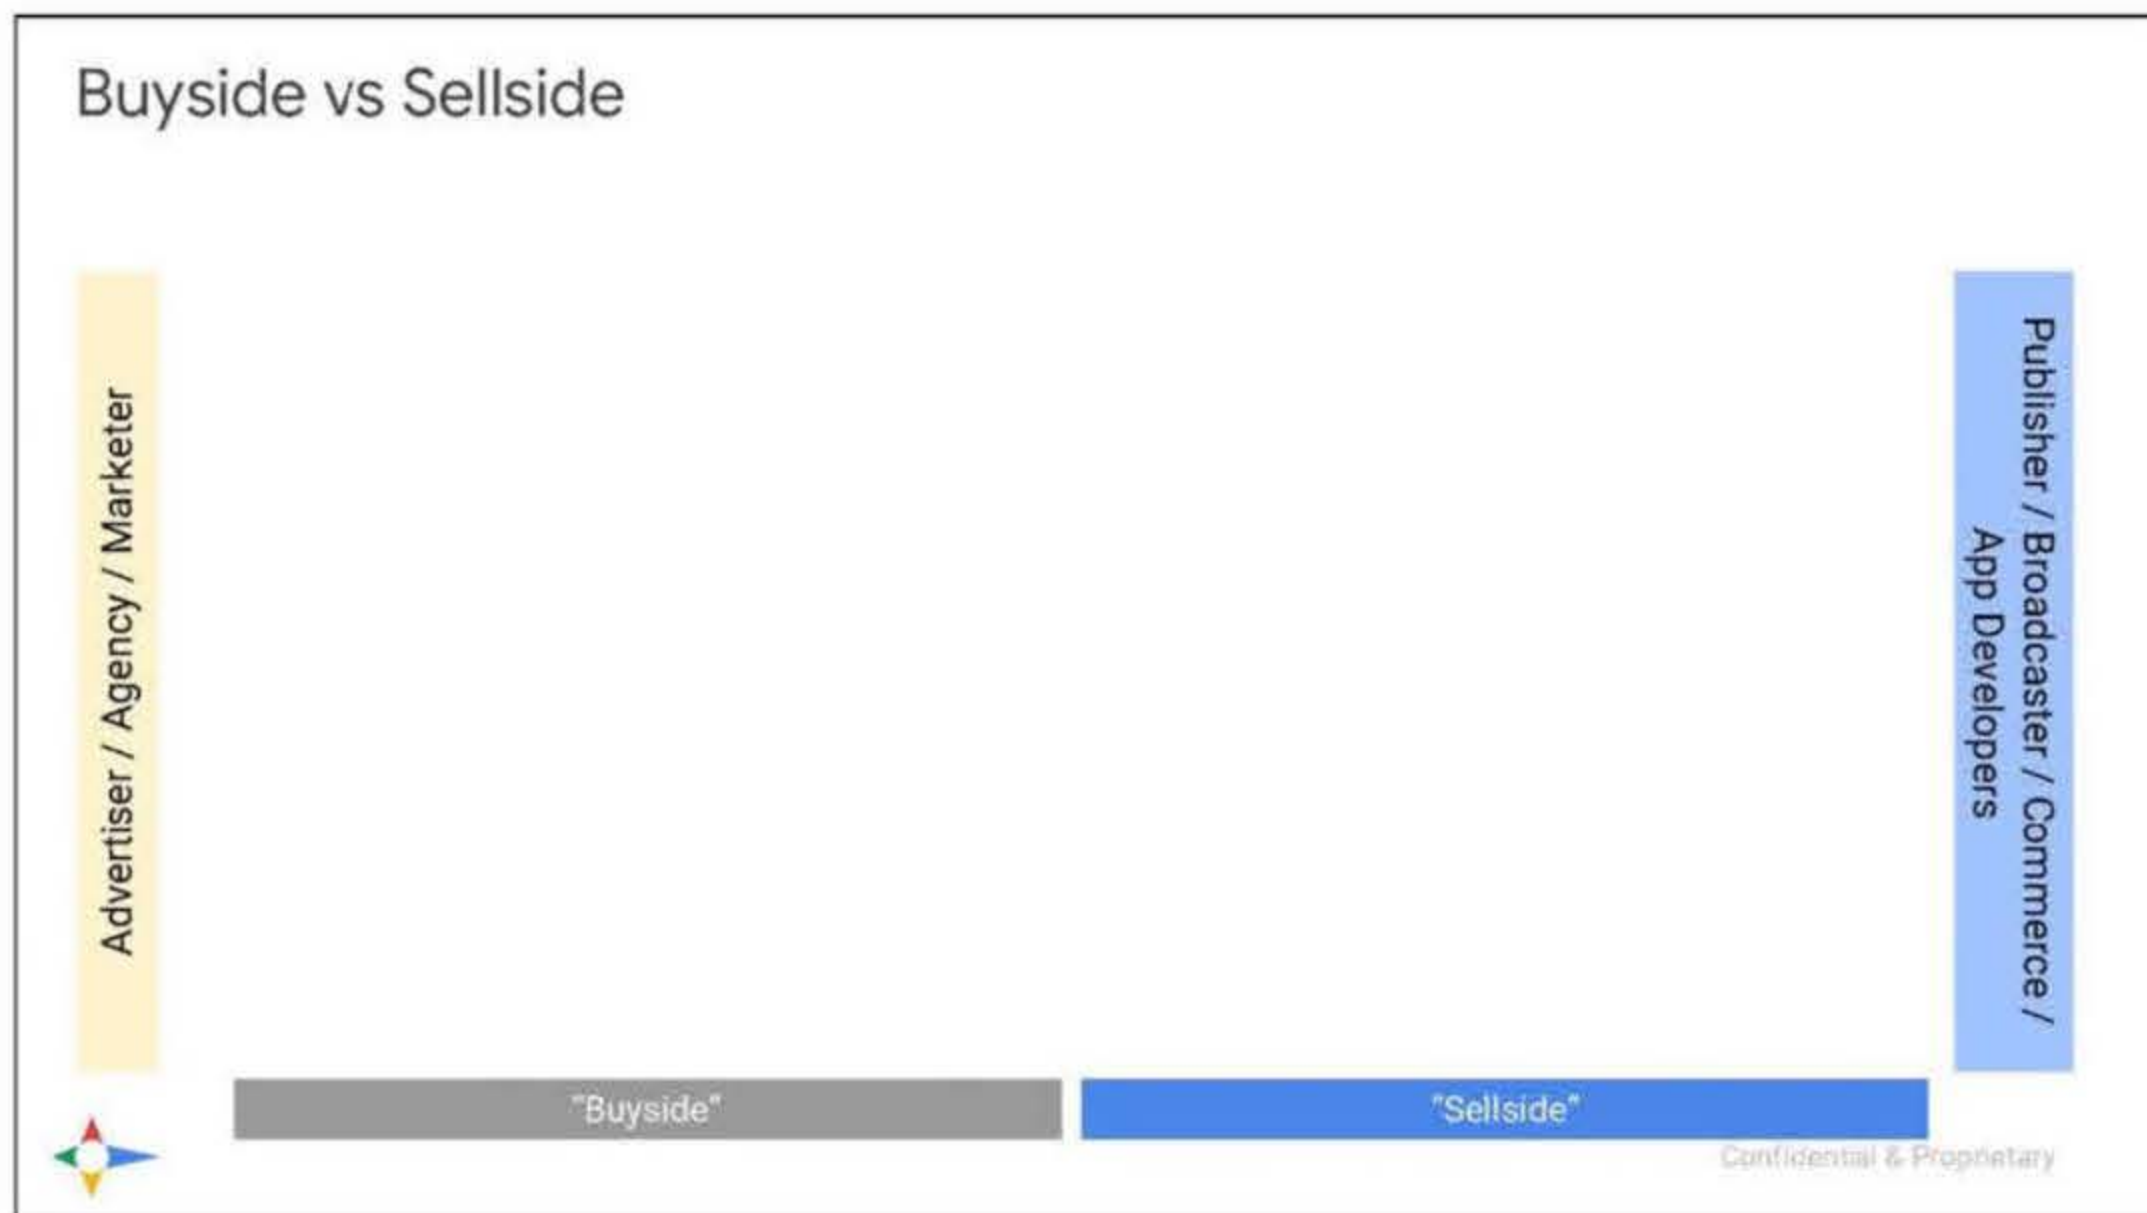 Buyside vs Sellside
Advertiser / Agency / Marketer
Publisher / Broadcaster / Commerce /
App Developers
"Buyside"
"Sellside"
Confidential & Proprietary